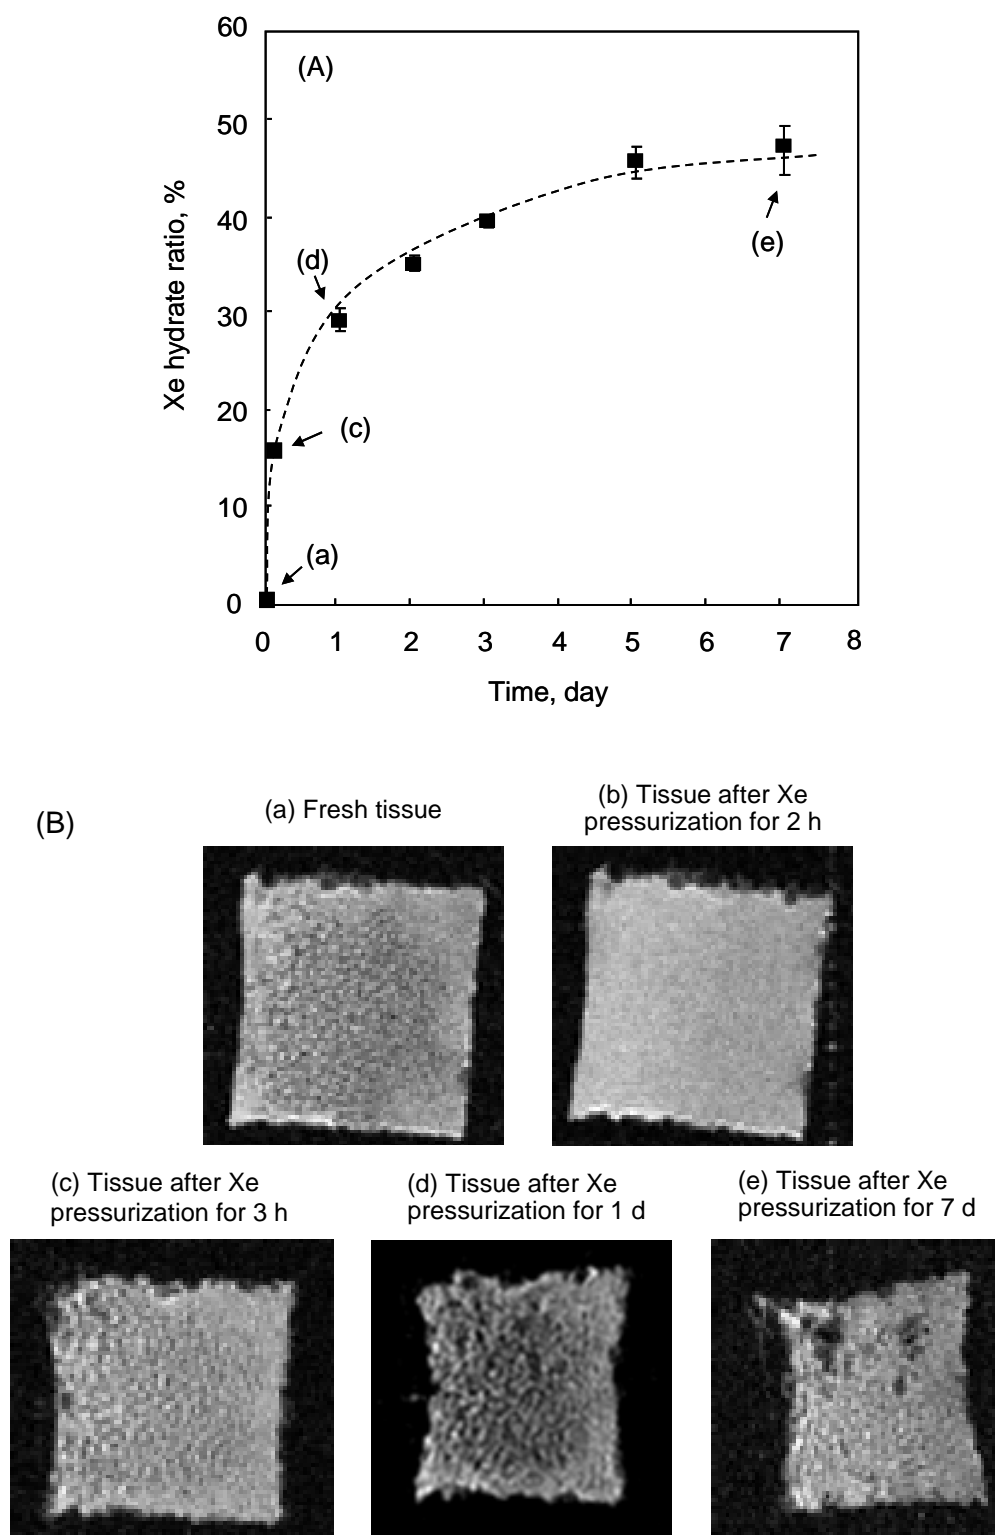 60
(A)
50
40
30
20
10
0
Xe hydrate ratio, %
(d)
(e)
(c)
(a)
0 1 2 3 4 5 6 7 8
Time, day
(B)
(a) Fresh tissue
(b) Tissue after Xe
pressurization for 2 h
(c) Tissue after Xe
pressurization for 3 h
(d) Tissue after Xe
pressurization for 1 d
(e) Tissue after Xe
pressurization for 7 d